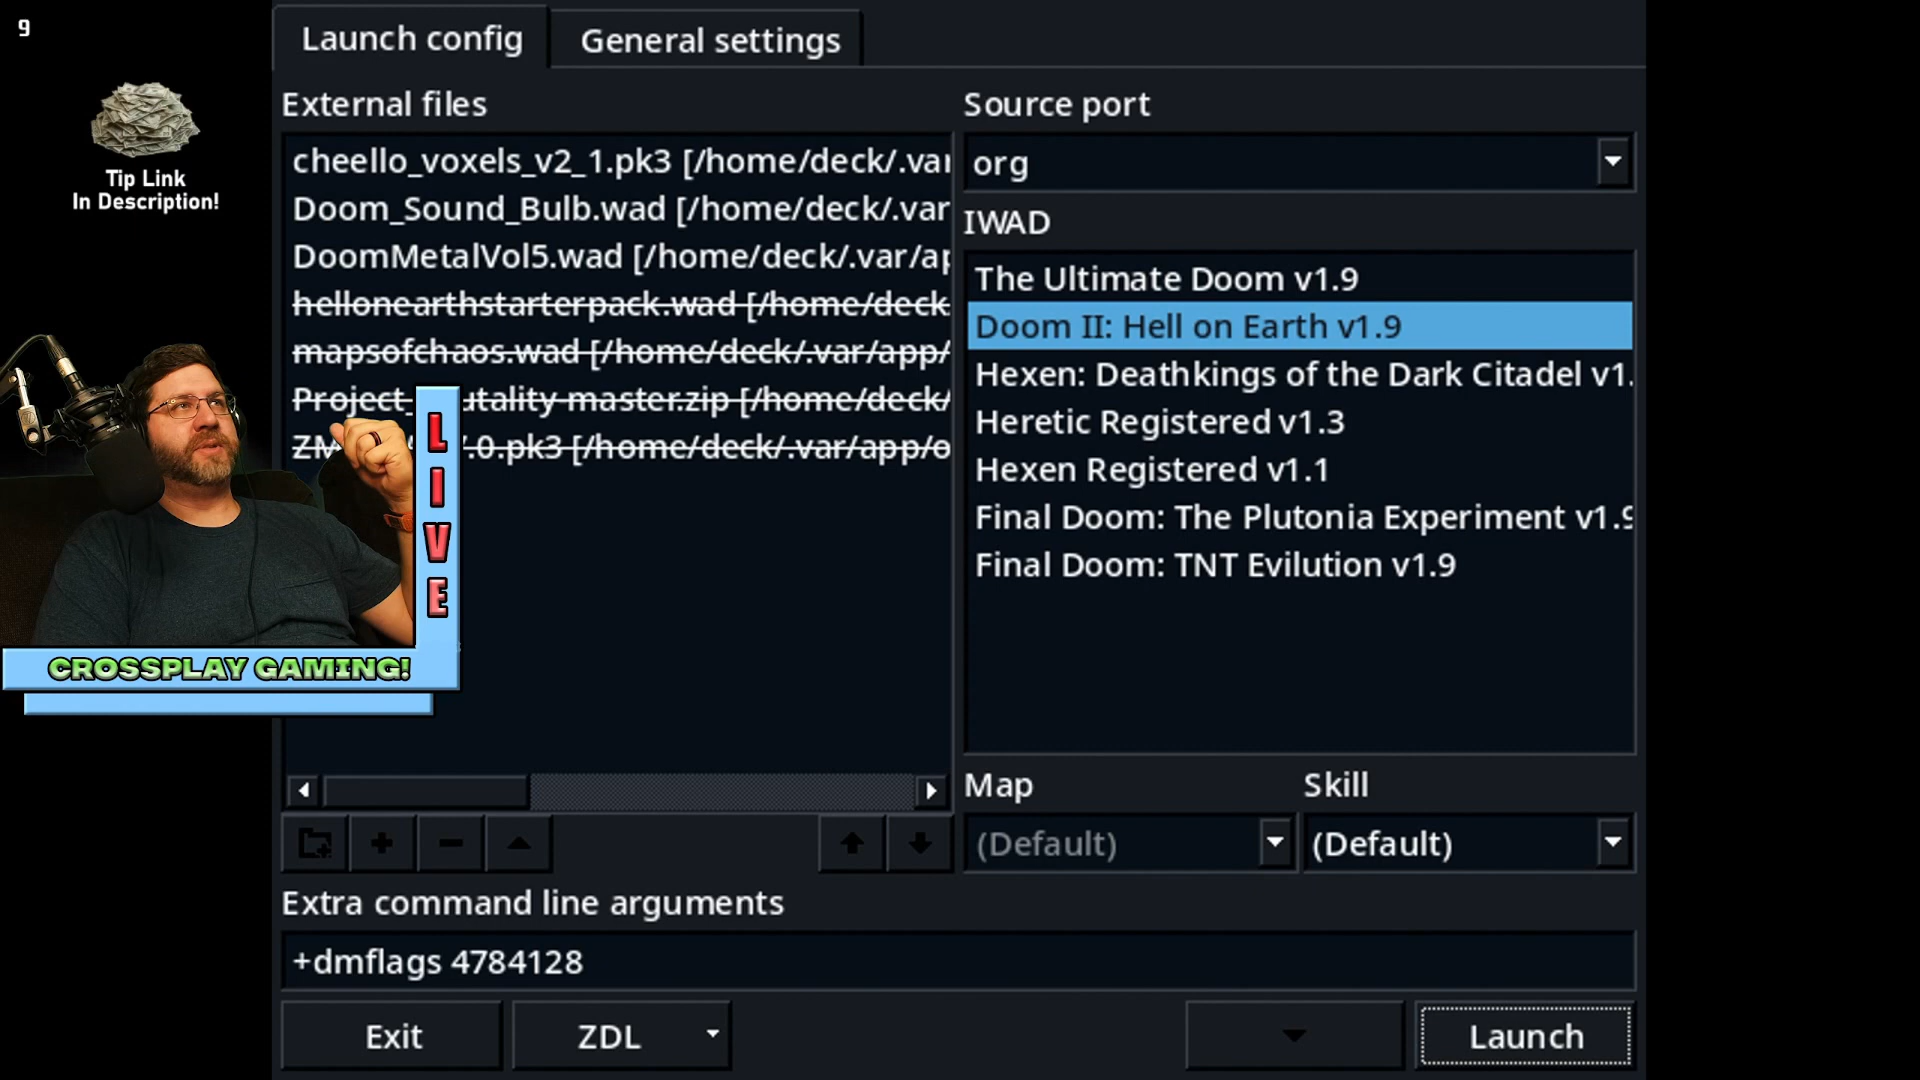 9
Tip Link
In Description!
Launch config
General settings
External files
cheello_voxels_v2_1.pk3 [/home/deck/.var
Doom_Sound_Bulb.wad [/home/deck/.var
DoomMetalVol5.wad [/home/deck/.var/ap
hellonearthstarterpack.wad [/home/deck
mapsofchaos.wad [/home/deck/.var/app/
utality-master.zip [/home/deck/
.0.pk3 [/home/deck/.var/app/o
LIVE
CROSSPLAY GAMING!
Source port
org
IWAD
The Ultimate Doom v1.9
Doom II: Hell on Earth v1.9
Hexen: Deathkings of the Dark Citadel v1.
Heretic Registered v1.3
Hexen Registered v1.1
Final Doom: The Plutonia Experiment v1.9
Final Doom: TNT Evilution v1.9
Map
Skill
(Default)
(Default)
Extra command line arguments
+dmflags 4784128
Exit
ZDL
Launch